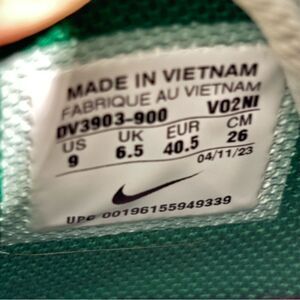 MADE IN VIETNAM
FABRIQUE AU VIETNAM
DV3903-900 V02NI
US UK EUR CM
9 6.5 40.5 26
04/11/23
UPC 00196155949339